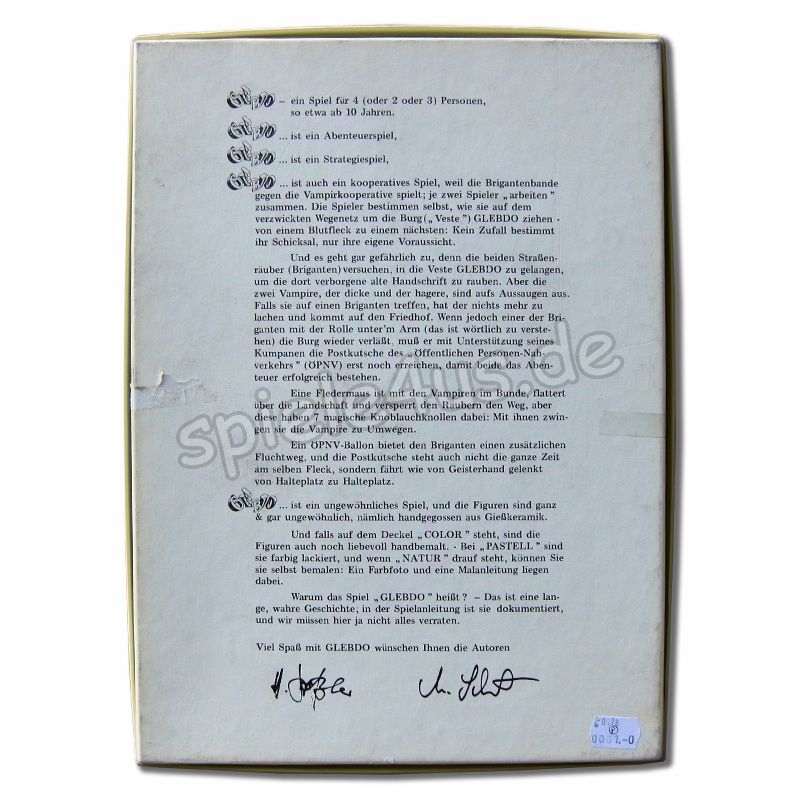 GLEBDO – ein Spiel für 4 (oder 2 oder 3) Personen,
so etwa ab 10 Jahren.
GLEBDO ... ist ein Abenteuerspiel,
GLEBDO ... ist ein Strategiespiel,
GLEBDO ... ist auch ein kooperatives Spiel, weil die Brigantenbande
gegen die Vampirkooperative spielt; je zwei Spieler „arbeiten"
zusammen. Die Spieler bestimmen selbst, wie sie auf dem
verzwickten Wegenetz um die Burg („Veste") GLEBDO ziehen -
von einem Blutfleck zu einem nächsten: Kein Zufall bestimmt
ihr Schicksal, nur ihre eigene Voraussicht.
Und es geht gar gefährlich zu, denn die beiden Straßen-
räuber (Briganten) versuchen, in die Veste GLEBDO zu gelangen,
um die dort verborgene alte Handschrift zu rauben. Aber die
zwei Vampire, der dicke und der hagere, sind aufs Aussaugen aus.
Falls sie auf einen Briganten treffen, hat der nichts mehr zu
lachen und kommt auf den Friedhof. Wenn jedoch einer der Bri-
ganten mit der Rolle unter'm Arm (das ist wörtlich zu verste-
hen) die Burg wieder verläßt, muß er mit Unterstützung seines
Kumpanen die Postkutsche des „Öffentlichen Personen-Nah-
verkehrs" (ÖPNV) erst noch erreichen, damit beide das Aben-
teuer erfolgreich bestehen.
Eine Fledermaus ist mit den Vampiren im Bunde, flattert
über die Landschaft und versperrt den Räubern den Weg, aber
diese haben 7 magische Knoblauchknollen dabei: Mit ihnen zwin-
gen sie die Vampire zu Umwegen.
Ein ÖPNV-Ballon bietet den Briganten einen zusätzlichen
Fluchtweg, und die Postkutsche steht auch nicht die ganze Zeit
am selben Fleck, sondern fährt wie von Geisterhand gelenkt
von Halteplatz zu Halteplatz.
GLEBDO ... ist ein ungewöhnliches Spiel, und die Figuren sind ganz
& gar ungewöhnlich, nämlich handgegossen aus Gießkeramik.
Und falls auf dem Deckel „COLOR" steht, sind die
Figuren auch noch liebevoll handbemalt. - Bei „PASTELL" sind
sie farbig lackiert, und wenn „NATUR" drauf steht, können Sie
sie selbst bemalen: Ein Farbfoto und eine Malanleitung liegen
dabei.
Warum das Spiel „GLEBDO" heißt? – Das ist eine lan-
ge, wahre Geschichte; in der Spielanleitung ist sie dokumentiert,
und wir müssen hier ja nicht alles verraten.
Viel Spaß mit GLEBDO wünschen Ihnen die Autoren
spiele4us.de